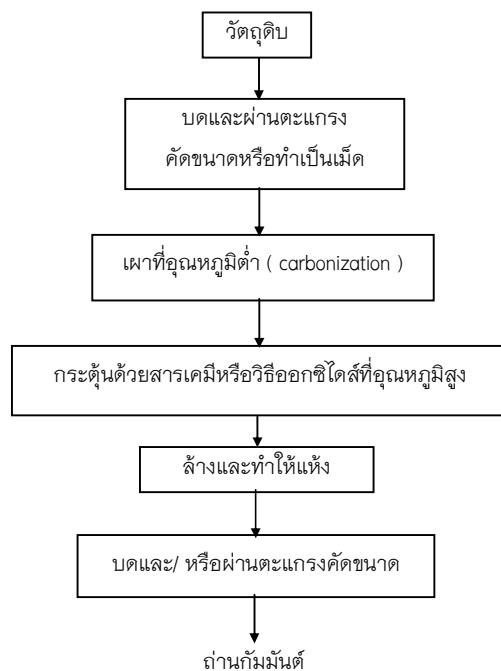 วัตถุดิบ
บดและผ่านตะแกรง
คัดขนาดหรือทำเป็นเม็ด
เผาที่อุณหภูมิต่ำ ( carbonization )
กระตุ้นด้วยสารเคมีหรือวิธีออกซิไดส์ที่อุณหภูมิสูง
ล้างและทำให้แห้ง
บดและ/ หรือผ่านตะแกรงคัดขนาด
ถ่านกัมมันต์